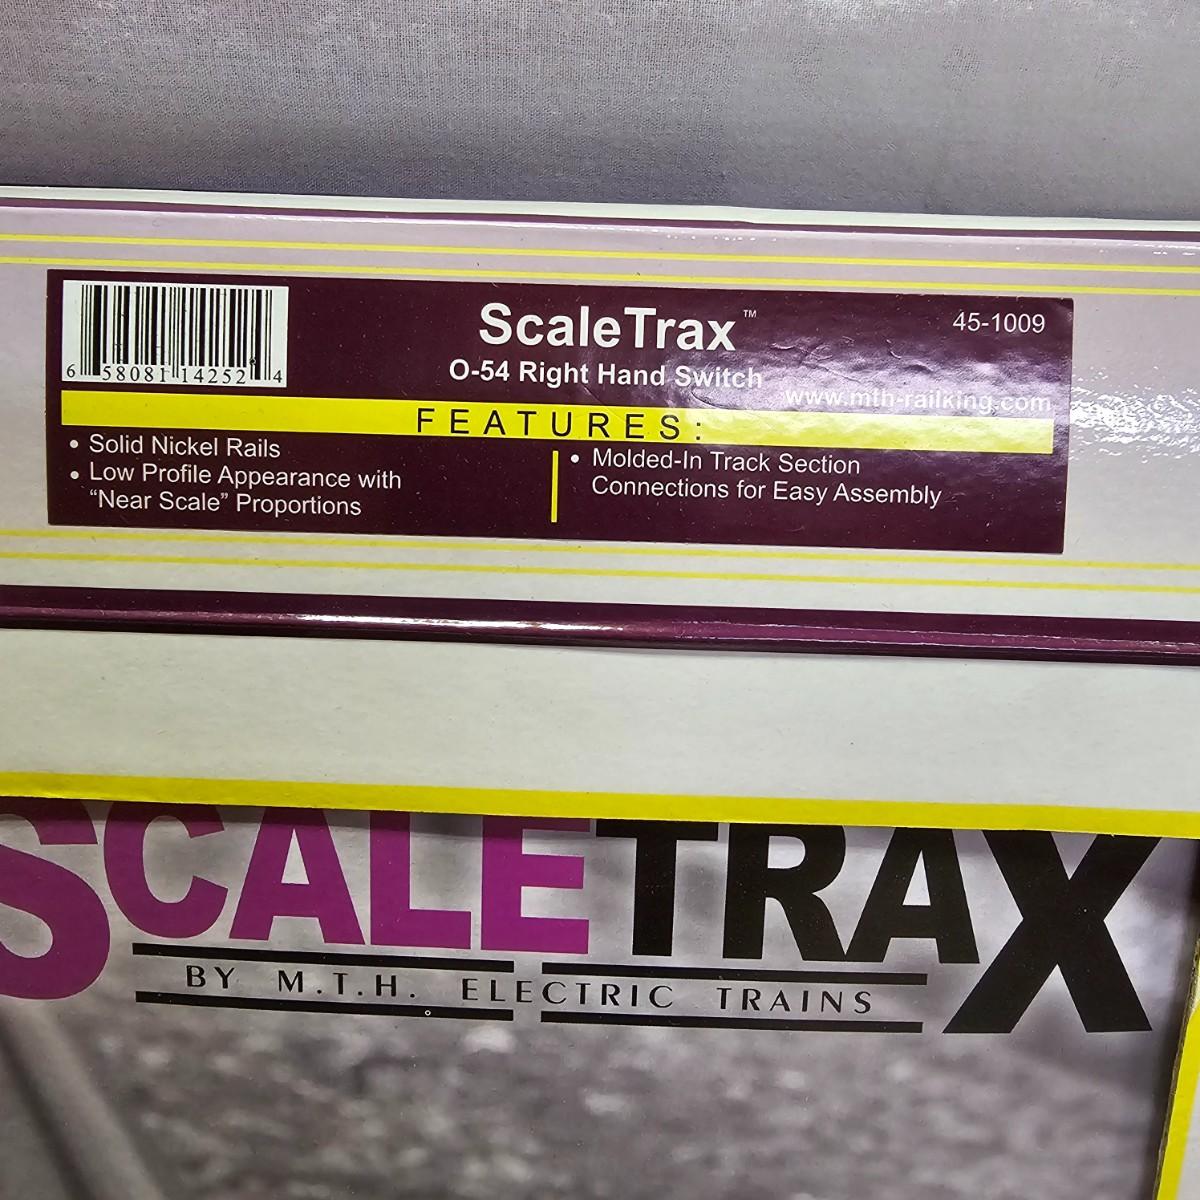 ScaleTrax™
45-1009
O-54 Right Hand Switch
www.mth-railking.com
6 58081 14252 4
FEATURES:
• Solid Nickel Rails
• Low Profile Appearance with
“Near Scale” Proportions
• Molded-In Track Section
Connections for Easy Assembly
SCALETRAX
BY M.T.H. ELECTRIC TRAINS